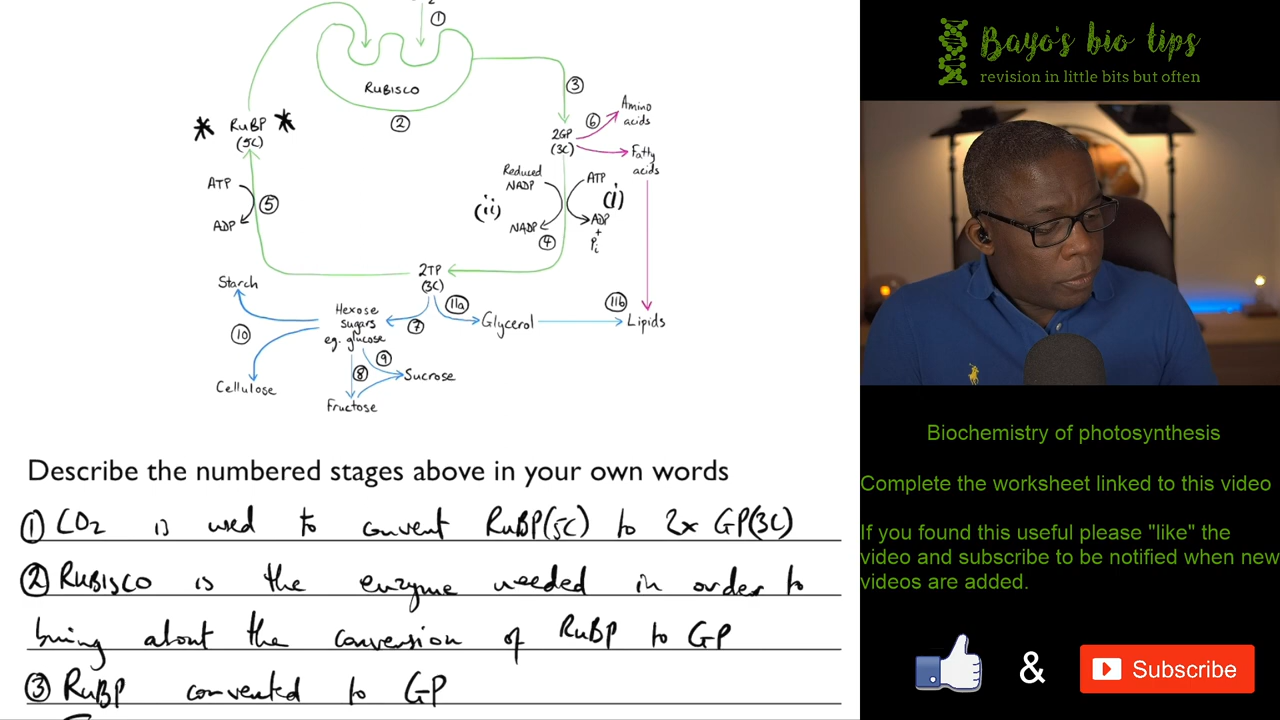 ①
RuBISCO
②
③
* RuBP *
(5C)
ATP
ADP
⑤
2GP
(3C)
⑥
Amino
acids
Fatty
acids
Reduced
NADP
(ii)
NADP
④
ATP
(i)
ADP
+
Pi
2TP
(3C)
Starch
Hexose
sugars
eg. glucose
⑦
11a
Glycerol
11b
Lipids
⑩
Cellulose
⑨
⑧
Sucrose
Fructose
Describe the numbered stages above in your own words
① CO2 is used to convert RuBP(5C) to 2x GP(3C)
② RuBISCO is the enzyme needed in order to
bring about the conversion of RuBP to GP
③ RuBP converted to GP
Bayo's bio tips
revision in little bits but often
Biochemistry of photosynthesis
Complete the worksheet linked to this video
If you found this useful please "like" the
video and subscribe to be notified when new
videos are added.
&
Subscribe